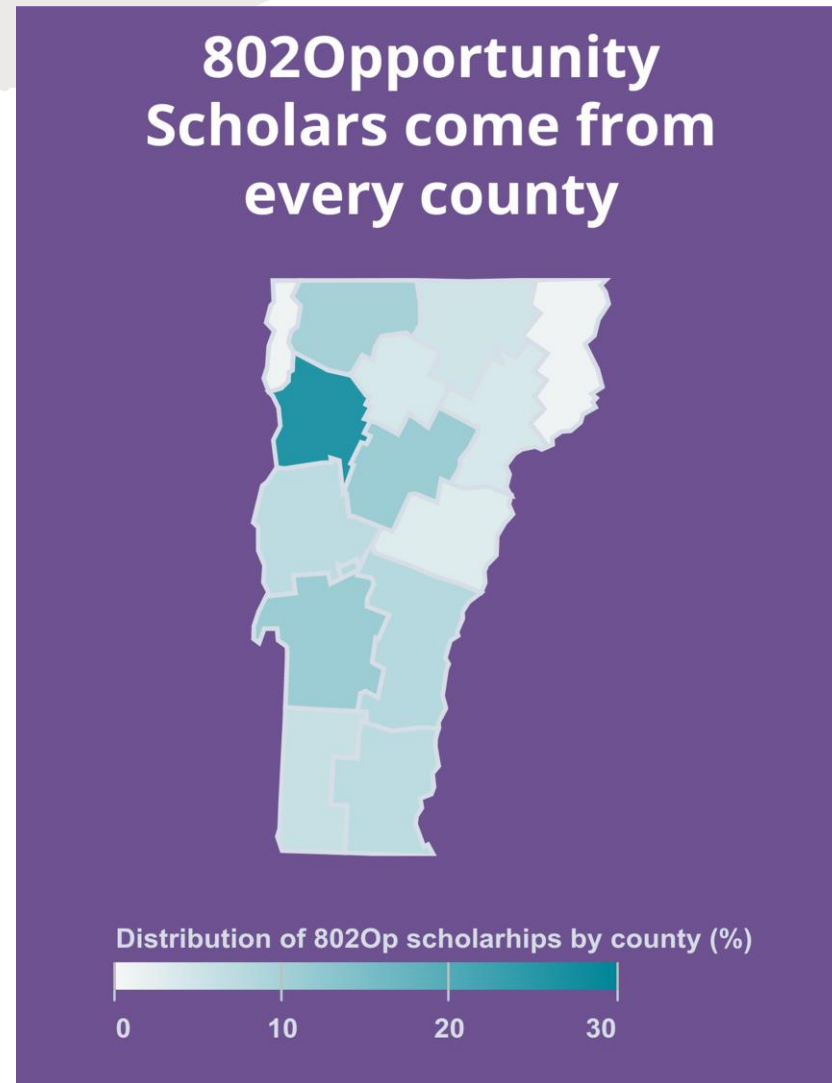 802Opportunity
Scholars come from
every county
Distribution of 802Op scholarhips by county (%)
0 10 20 30